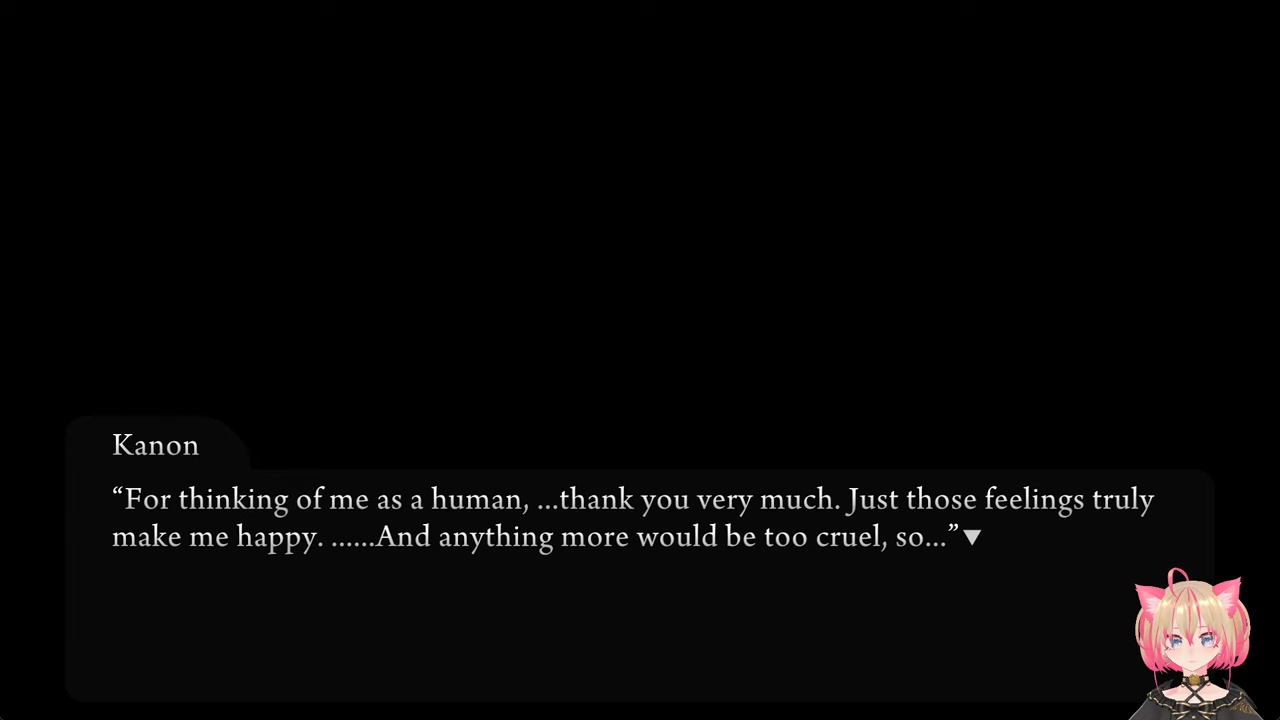 Kanon
“For thinking of me as a human, ...thank you very much. Just those feelings truly
make me happy. ......And anything more would be too cruel, so...”▼